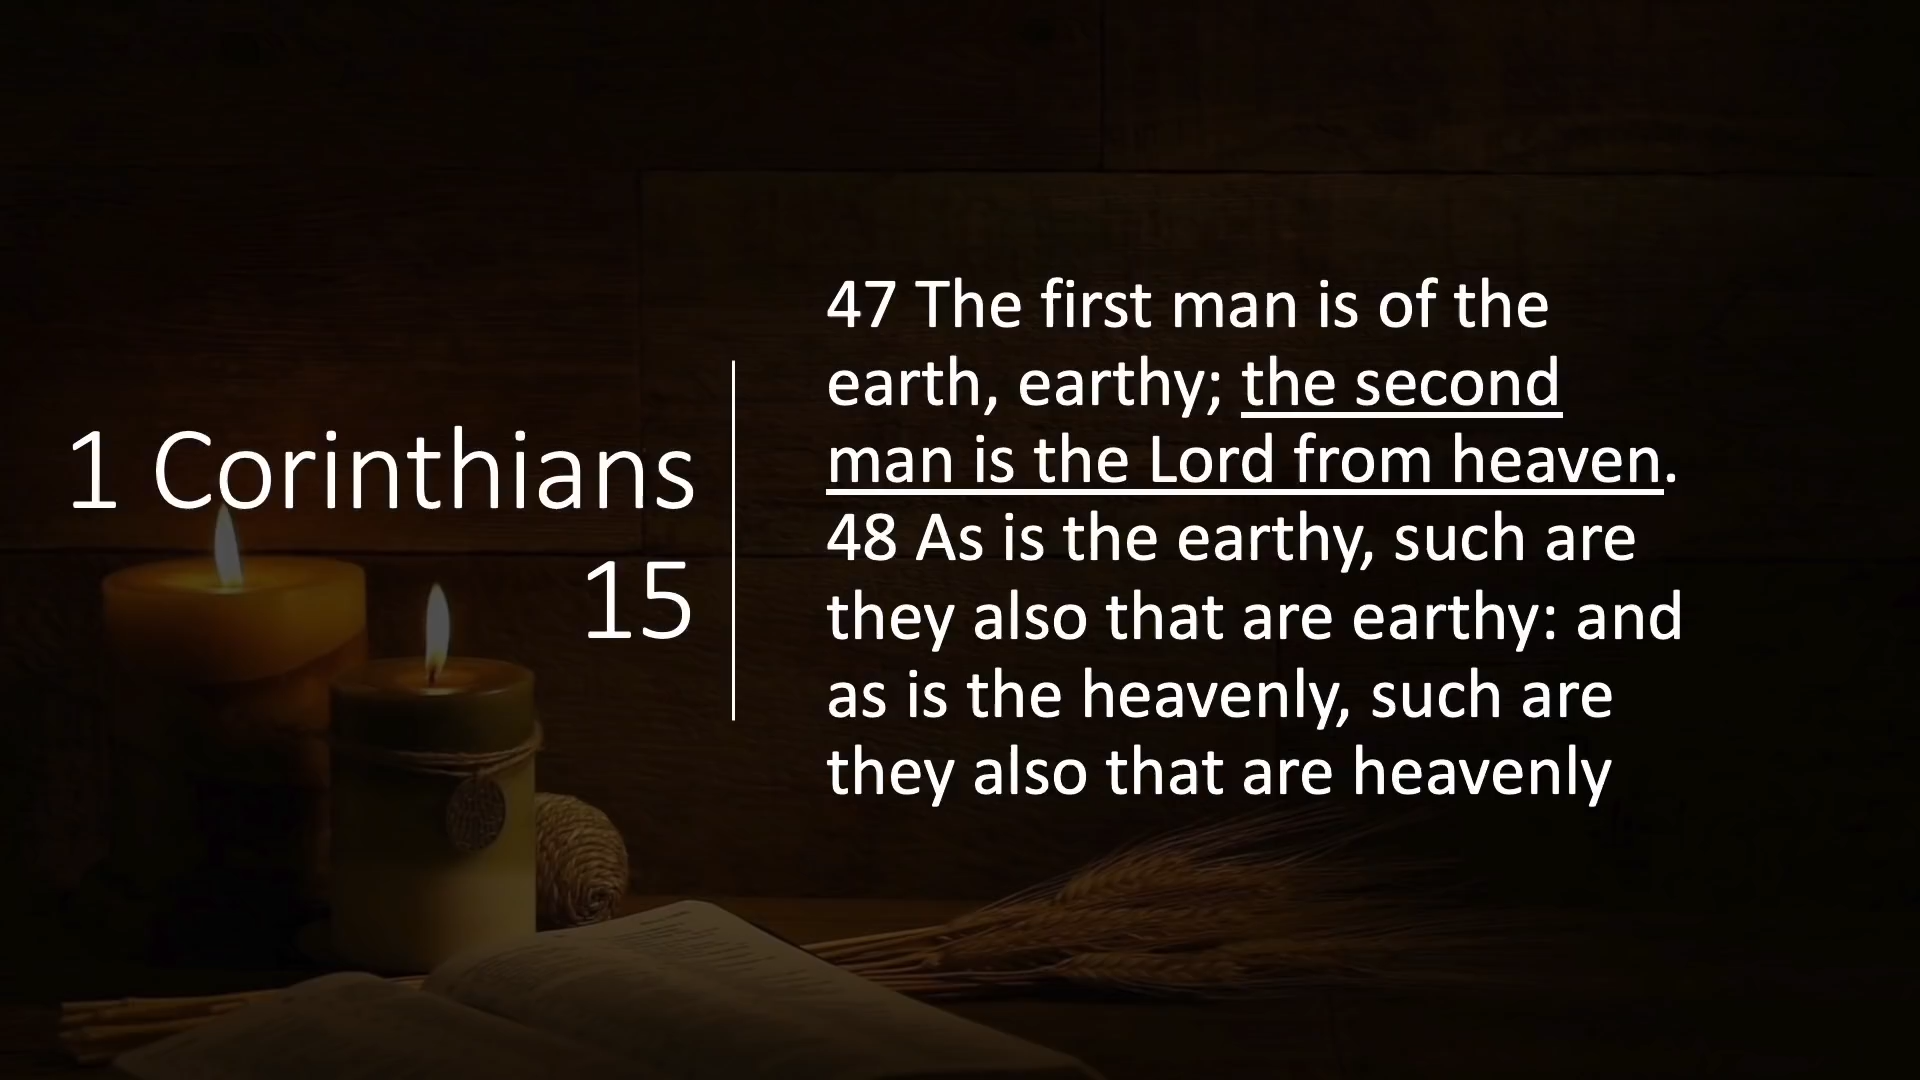 1 Corinthians
15
47 The first man is of the
earth, earthy; the second
man is the Lord from heaven.
48 As is the earthy, such are
they also that are earthy: and
as is the heavenly, such are
they also that are heavenly